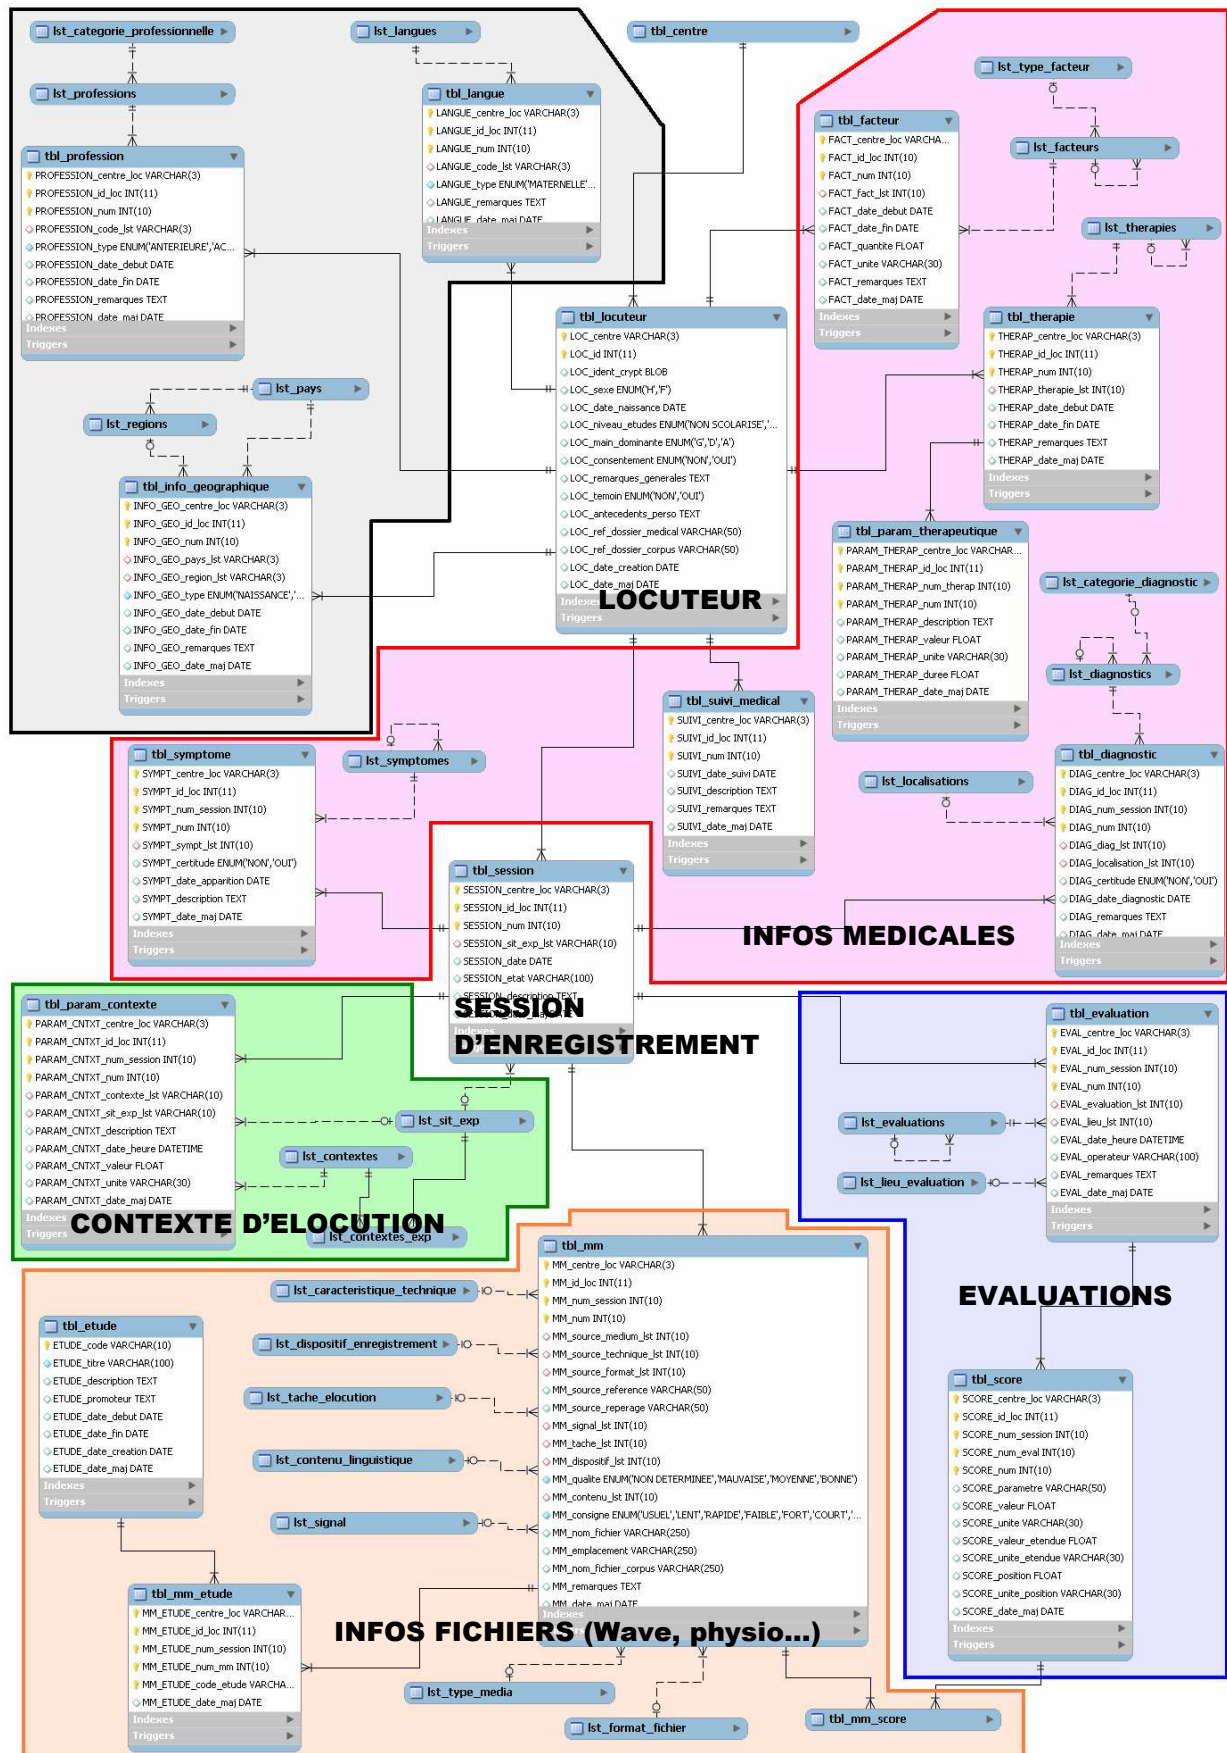 lst_categorie_professionnelle
lst_professions
tbl_profession
PROFESSION_centre_loc VARCHAR(3)
PROFESSION_id_loc INT(11)
PROFESSION_num INT(10)
PROFESSION_code_lst VARCHAR(3)
PROFESSION_type ENUM('ANTERIEURE','AC...
PROFESSION_date_debut DATE
PROFESSION_date_fin DATE
PROFESSION_remarques TEXT
PROFESSION_date_maj DATE
Indexes
Triggers
lst_langues
tbl_langue
LANGUE_centre_loc VARCHAR(3)
LANGUE_id_loc INT(11)
LANGUE_num INT(10)
LANGUE_code_lst VARCHAR(3)
LANGUE_type ENUM('MATERNELLE'...
LANGUE_remarques TEXT
LANGUE_date_maj DATE
Indexes
Triggers
tbl_centre
lst_type_facteur
lst_facteurs
tbl_facteur
FACT_centre_loc VARCHA...
FACT_id_loc INT(10)
FACT_num INT(10)
FACT_fact_lst INT(10)
FACT_date_debut DATE
FACT_date_fin DATE
FACT_quantite FLOAT
FACT_unite VARCHAR(30)
FACT_remarques TEXT
FACT_date_maj DATE
Indexes
Triggers
lst_therapies
tbl_therapie
THERAP_centre_loc VARCHAR(3)
THERAP_id_loc INT(11)
THERAP_num INT(10)
THERAP_therapie_lst INT(10)
THERAP_date_debut DATE
THERAP_date_fin DATE
THERAP_remarques TEXT
THERAP_date_maj DATE
Indexes
Triggers
tbl_locuteur
LOC_centre VARCHAR(3)
LOC_id INT(11)
LOC_ident_crypt BLOB
LOC_sexe ENUM('H','F')
LOC_date_naissance DATE
LOC_niveau_etudes ENUM('NON SCOLARISE','...
LOC_main_dominante ENUM('G','D','A')
LOC_consentement ENUM('NON','OUI')
LOC_remarques_generales TEXT
LOC_temoin ENUM('NON','OUI')
LOC_antecedents_perso TEXT
LOC_ref_dossier_medical VARCHAR(50)
LOC_ref_dossier_corpus VARCHAR(50)
LOC_date_creation DATE
LOC_date_maj DATE
Indexes
Triggers
LOCUTEUR
lst_pays
lst_regions
tbl_info_geographique
INFO_GEO_centre_loc VARCHAR(3)
INFO_GEO_id_loc INT(11)
INFO_GEO_num INT(10)
INFO_GEO_pays_lst VARCHAR(3)
INFO_GEO_region_lst VARCHAR(3)
INFO_GEO_type ENUM('NAISSANCE','...
INFO_GEO_date_debut DATE
INFO_GEO_date_fin DATE
INFO_GEO_remarques TEXT
INFO_GEO_date_maj DATE
Indexes
Triggers
tbl_param_therapeutique
PARAM_THERAP_centre_loc VARCHAR...
PARAM_THERAP_id_loc INT(11)
PARAM_THERAP_num_therap INT(10)
PARAM_THERAP_num INT(10)
PARAM_THERAP_description TEXT
PARAM_THERAP_valeur FLOAT
PARAM_THERAP_unite VARCHAR(30)
PARAM_THERAP_duree FLOAT
PARAM_THERAP_date_maj DATE
Indexes
Triggers
lst_categorie_diagnostic
lst_diagnostics
tbl_diagnostic
DIAG_centre_loc VARCHAR(3)
DIAG_id_loc INT(11)
DIAG_num_session INT(10)
DIAG_num INT(10)
DIAG_diag_lst INT(10)
DIAG_localisation_lst INT(10)
DIAG_certitude ENUM('NON','OUI')
DIAG_date_diagnostic DATE
DIAG_remarques TEXT
DIAG_date_maj DATE
Indexes
Triggers
lst_localisations
tbl_suivi_medical
SUIVI_centre_loc VARCHAR(3)
SUIVI_id_loc INT(11)
SUIVI_num INT(10)
SUIVI_date_suivi DATE
SUIVI_description TEXT
SUIVI_remarques TEXT
SUIVI_date_maj DATE
Indexes
Triggers
tbl_symptome
SYMPT_centre_loc VARCHAR(3)
SYMPT_id_loc INT(11)
SYMPT_num_session INT(10)
SYMPT_num INT(10)
SYMPT_sympt_lst INT(10)
SYMPT_certitude ENUM('NON','OUI')
SYMPT_date_apparition DATE
SYMPT_description TEXT
SYMPT_date_maj DATE
Indexes
Triggers
lst_symptomes
INFOS MEDICALES
tbl_session
SESSION_centre_loc VARCHAR(3)
SESSION_id_loc INT(11)
SESSION_num INT(10)
SESSION_sit_exp_lst VARCHAR(10)
SESSION_date DATE
SESSION_etat VARCHAR(100)
SESSION_description TEXT
SESSION
D'ENREGISTREMENT
tbl_param_contexte
PARAM_CNTXT_centre_loc VARCHAR(3)
PARAM_CNTXT_id_loc INT(11)
PARAM_CNTXT_num_session INT(10)
PARAM_CNTXT_num INT(10)
PARAM_CNTXT_contexte_lst VARCHAR(10)
PARAM_CNTXT_sit_exp_lst VARCHAR(10)
PARAM_CNTXT_description TEXT
PARAM_CNTXT_date_heure DATETIME
PARAM_CNTXT_valeur FLOAT
PARAM_CNTXT_unite VARCHAR(30)
PARAM_CNTXT_date_maj DATE
Indexes
Triggers
lst_sit_exp
lst_contextes
lst_contextes_exp
CONTEXTE D'ELOCUTION
tbl_evaluation
EVAL_centre_loc VARCHAR(3)
EVAL_id_loc INT(11)
EVAL_num_session INT(10)
EVAL_num INT(10)
EVAL_evaluation_lst INT(10)
EVAL_lieu_lst INT(10)
EVAL_date_heure DATETIME
EVAL_operateur VARCHAR(100)
EVAL_remarques TEXT
EVAL_date_maj DATE
Indexes
Triggers
lst_evaluations
lst_lieu_evaluation
EVALUATIONS
tbl_score
SCORE_centre_loc VARCHAR(3)
SCORE_id_loc INT(11)
SCORE_num_session INT(10)
SCORE_num_eval INT(10)
SCORE_num INT(10)
SCORE_parametre VARCHAR(50)
SCORE_valeur FLOAT
SCORE_unite VARCHAR(30)
SCORE_valeur_etendue FLOAT
SCORE_unite_etendue VARCHAR(30)
SCORE_position FLOAT
SCORE_unite_position VARCHAR(30)
SCORE_date_maj DATE
Indexes
Triggers
tbl_mm
MM_centre_loc VARCHAR(3)
MM_id_loc INT(11)
MM_num_session INT(10)
MM_num INT(10)
MM_source_medium_lst INT(10)
MM_source_technique_lst INT(10)
MM_source_format_lst INT(10)
MM_source_reference VARCHAR(50)
MM_source_reperage VARCHAR(50)
MM_signal_lst INT(10)
MM_tache_lst INT(10)
MM_dispositif_lst INT(10)
MM_qualite ENUM('NON DETERMINEE','MAUVAISE','MOYENNE','BONNE')
MM_contenu_lst INT(10)
MM_consigne ENUM('USUEL','LENT','RAPIDE','FAIBLE','FORT','COURT','...
MM_nom_fichier VARCHAR(250)
MM_emplacement VARCHAR(250)
MM_nom_fichier_corpus VARCHAR(250)
MM_remarques TEXT
MM_date_maj DATE
Indexes
Triggers
lst_caracteristique_technique
lst_dispositif_enregistrement
lst_tache_elocution
lst_contenu_linguistique
lst_signal
tbl_etude
ETUDE_code VARCHAR(10)
ETUDE_titre VARCHAR(100)
ETUDE_description TEXT
ETUDE_promoteur TEXT
ETUDE_date_debut DATE
ETUDE_date_fin DATE
ETUDE_date_creation DATE
ETUDE_date_maj DATE
Indexes
Triggers
tbl_mm_etude
MM_ETUDE_centre_loc VARCHAR...
MM_ETUDE_id_loc INT(11)
MM_ETUDE_num_session INT(10)
MM_ETUDE_num_mm INT(10)
MM_ETUDE_code_etude VARCHA...
MM_ETUDE_date_maj DATE
Indexes
Triggers
INFOS FICHIERS (Wave, physio...)
lst_type_media
lst_format_fichier
tbl_mm_score